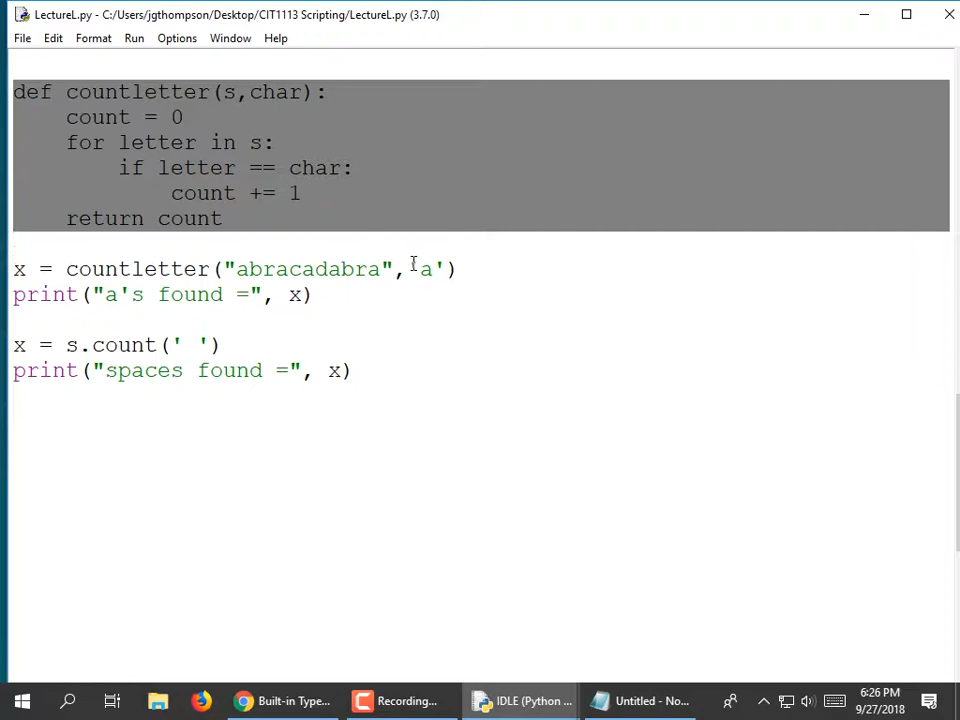 LectureL.py - C:/Users/jgthompson/Desktop/CIT1113 Scripting/LectureL.py (3.7.0)
File Edit Format Run Options Window Help
def countletter(s,char):
    count = 0
    for letter in s:
        if letter == char:
            count += 1
    return count
x = countletter("abracadabra",'a')
print("a's found =", x)
x = s.count(' ')
print("spaces found =", x)
Built-in Type... Recording... IDLE (Python ... Untitled - No... 6:26 PM
9/27/2018